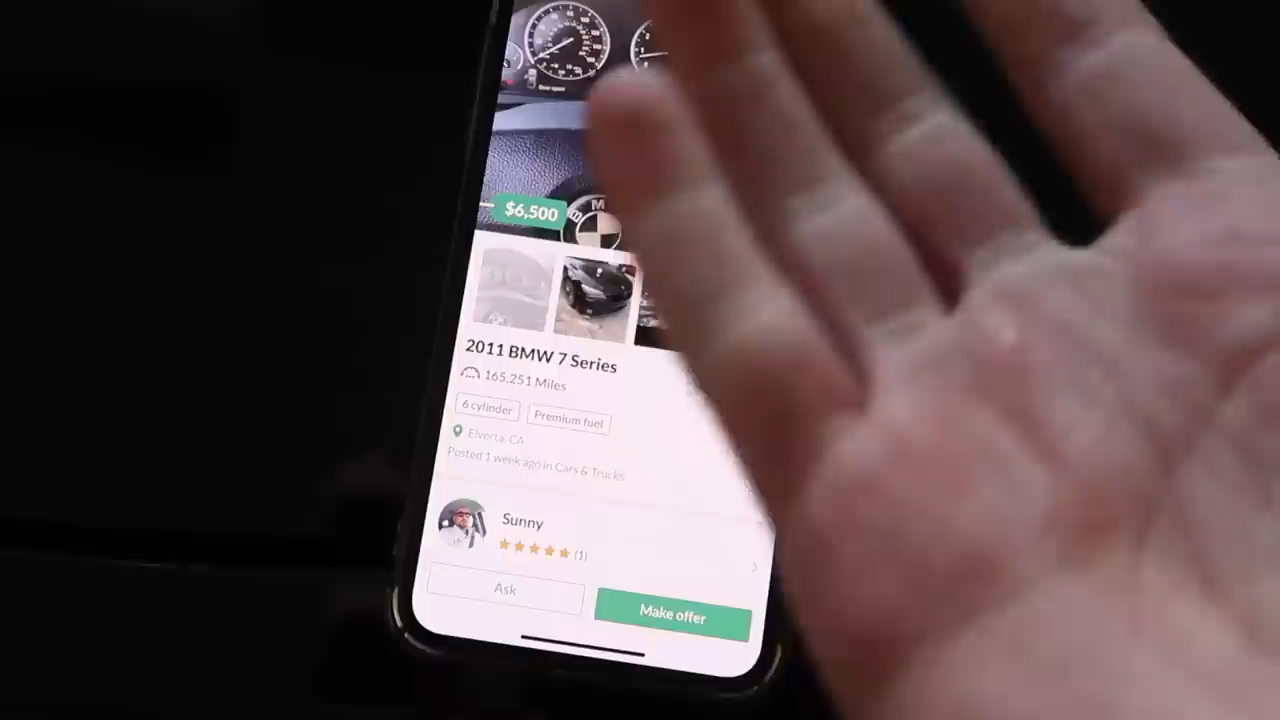 $6,500
2011 BMW 7 Series
165,251 Miles
6 cylinder
Premium fuel
Elverta, CA
Posted 1 week ago in Cars & Trucks
Sunny
(1)
Ask
Make offer